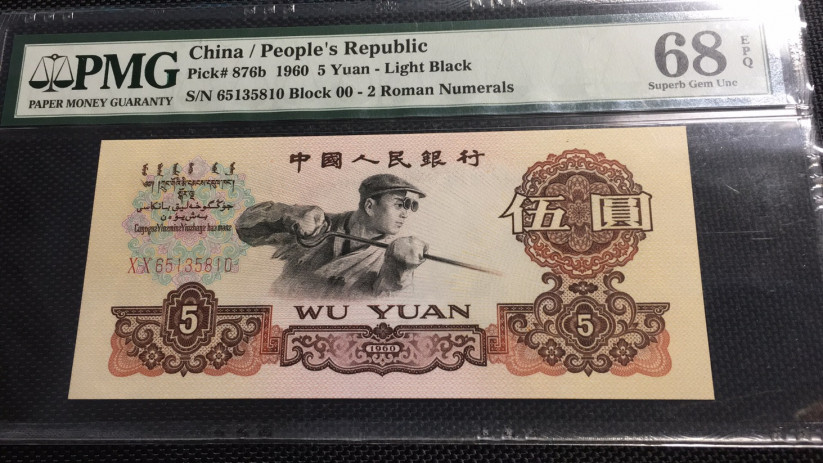 PMG
PAPER MONEY GUARANTY
China / People's Republic
Pick# 876b 1960 5 Yuan - Light Black
S/N 65135810 Block 00 - 2 Roman Numerals
68 EPQ
Superb Gem Unc
中國人民銀行
伍圓
X X 65135810
WU YUAN
5
1960
5